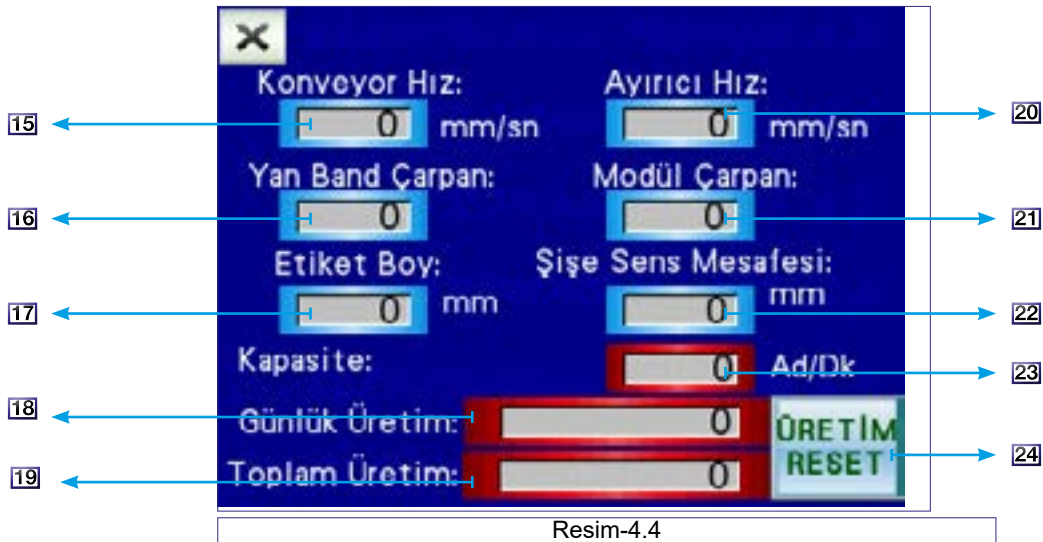 Konveyor Hız: Ayırıcı Hız:
15 0 mm/sn 0 mm/sn 20
Yan Band Çarpan: Modül Çarpan:
16 0 0 21
Etiket Boy: Şişe Sens Mesafesi:
17 0 mm 0 mm 22
Kapasite: 0 Ad/Dk 23
18 Günlük Üretim: 0 ÜRETİM
RESET 24
19 Toplam Üretim: 0
Resim-4.4